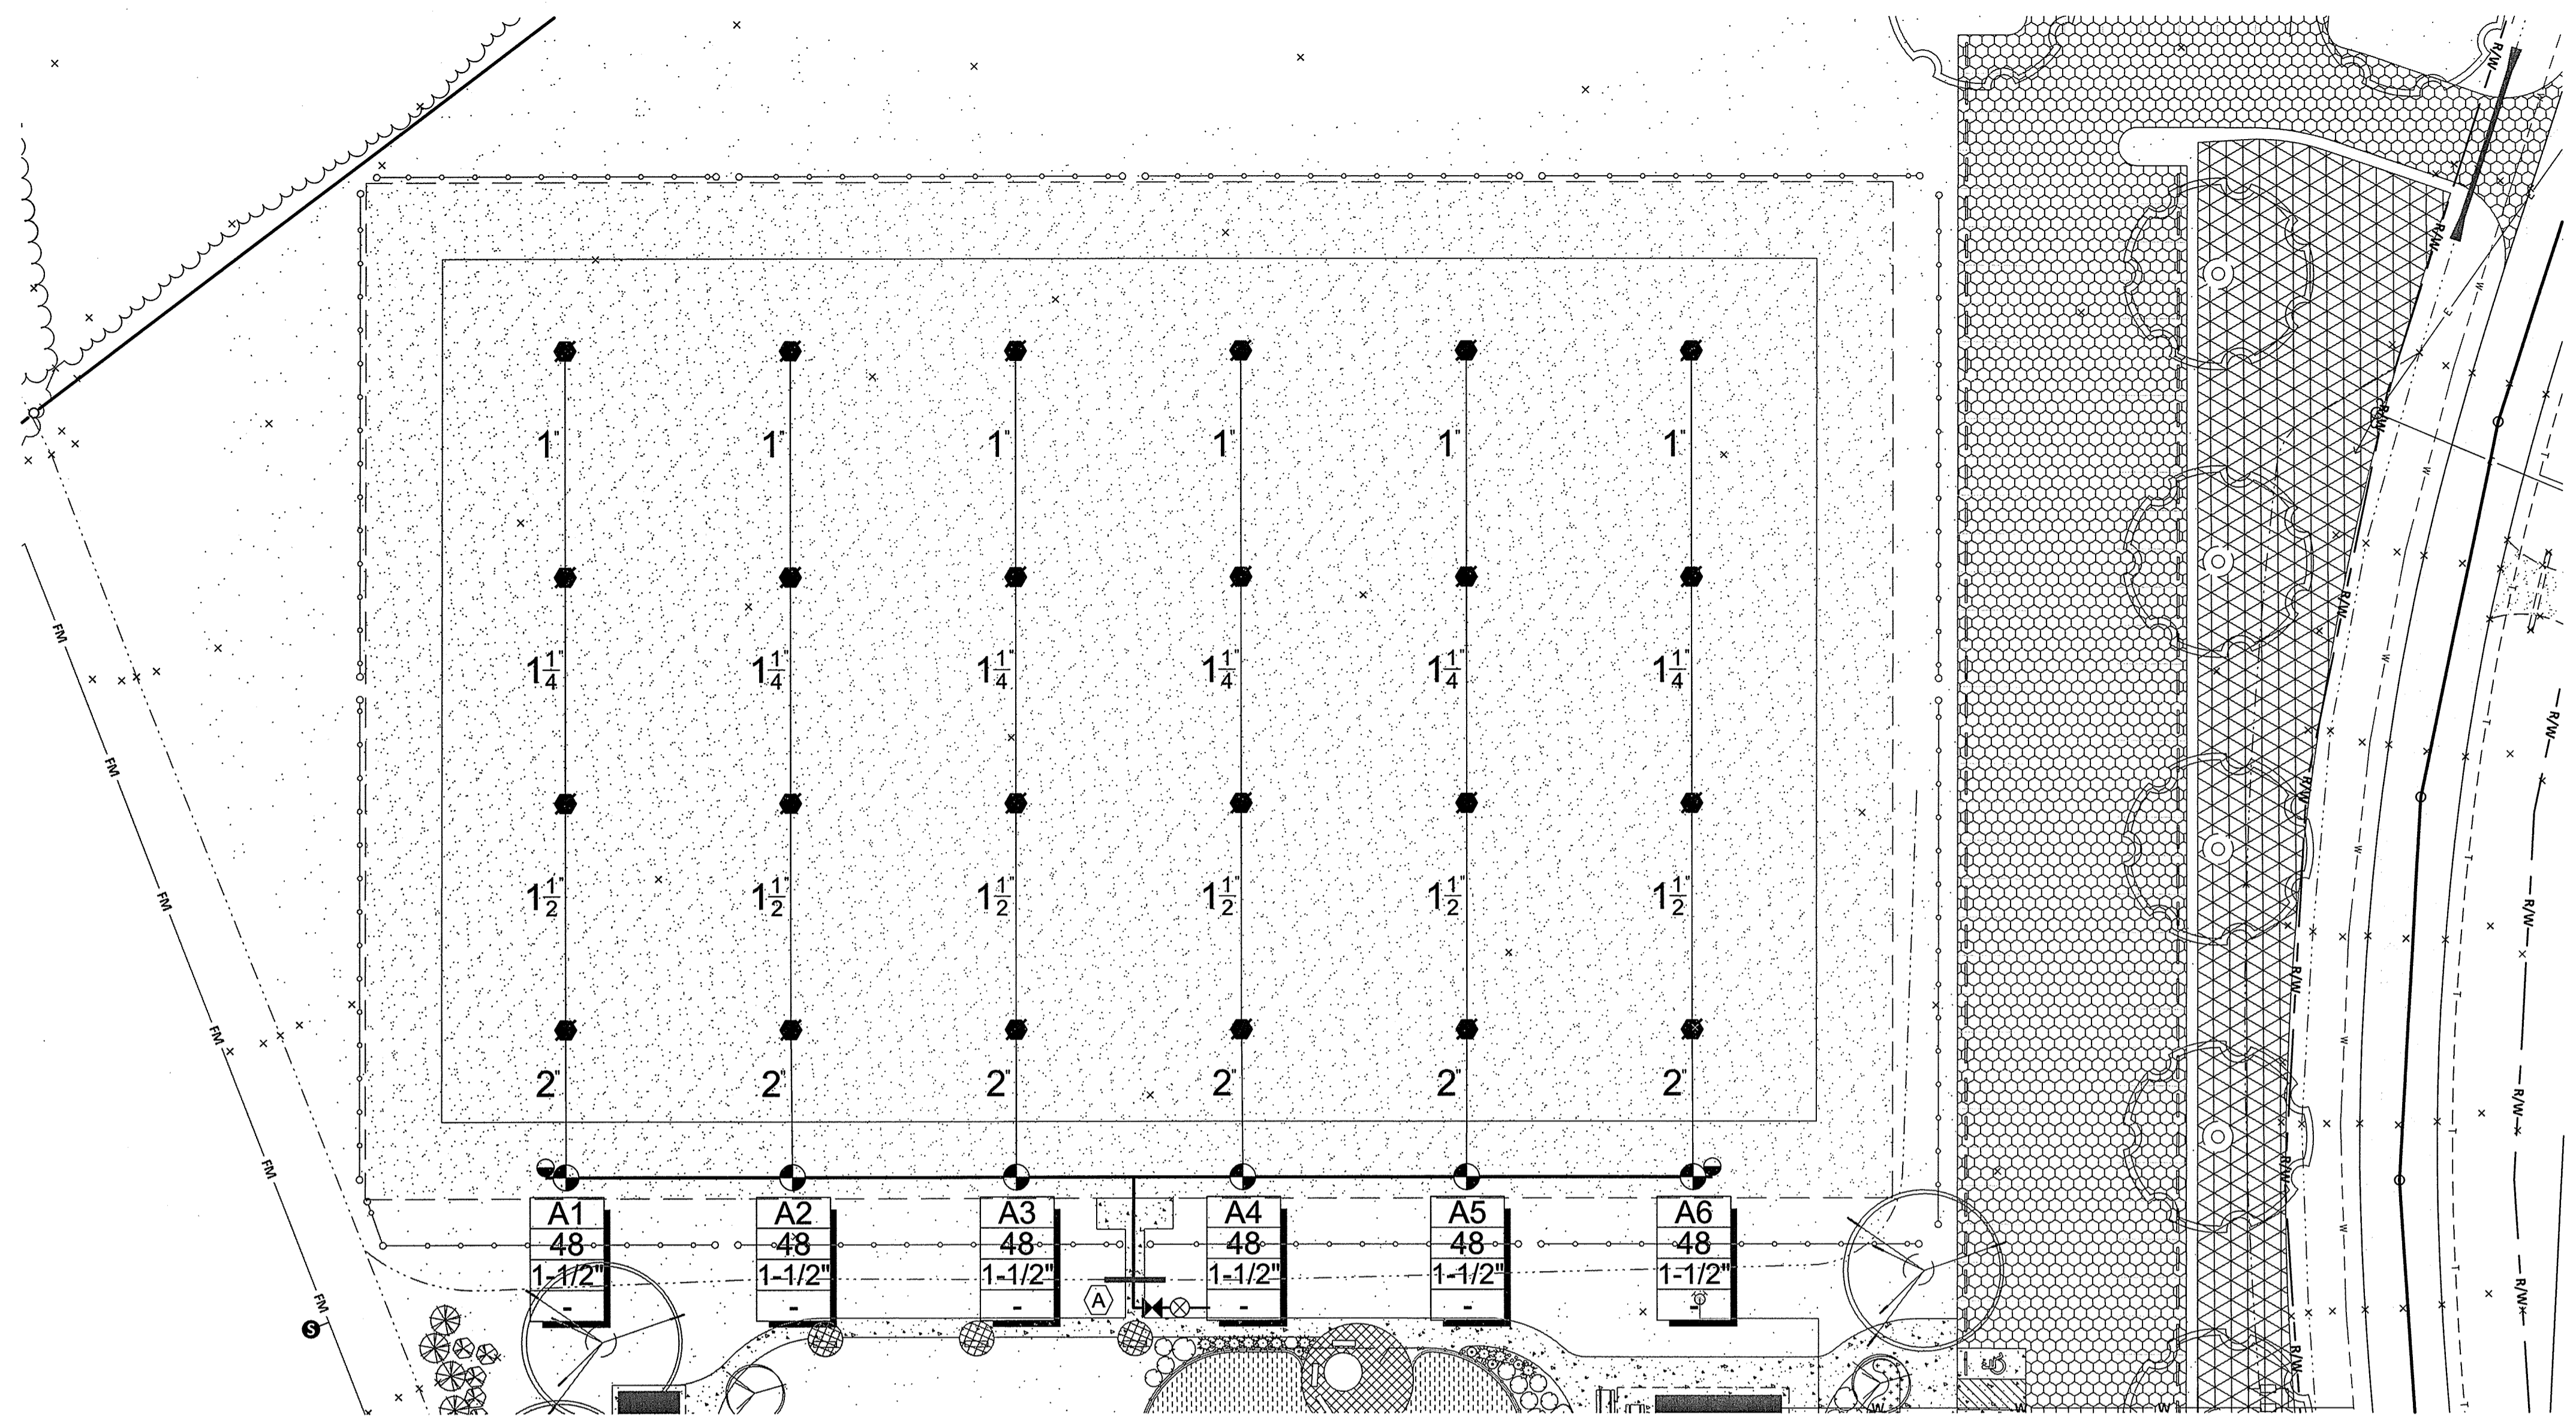 R/W
R/W
1" 1" 1" 1" 1" 1"
W
3
R/W
W
T
FM
R/W
1 1/4" 1 1/4" 1 1/4" 1 1/4" 1 1/4" 1 1/4"
W
T
R/W
FM
R/W
W
T
FM
1 1/2" 1 1/2" 1 1/2" 1 1/2" 1 1/2" 1 1/2"
R/W
R/W
T
FM
W
2" 2" 2" 2" 2" 2"
R/W
T
FM
R/W
A1 A2 A3 A4 A5 A6
48 48 48 48 48 48
W
1-1/2" 1-1/2" 1-1/2" 1-1/2" 1-1/2" 1-1/2"
- - - - - -
A
FM
R/W
S
R/W
T
W W W